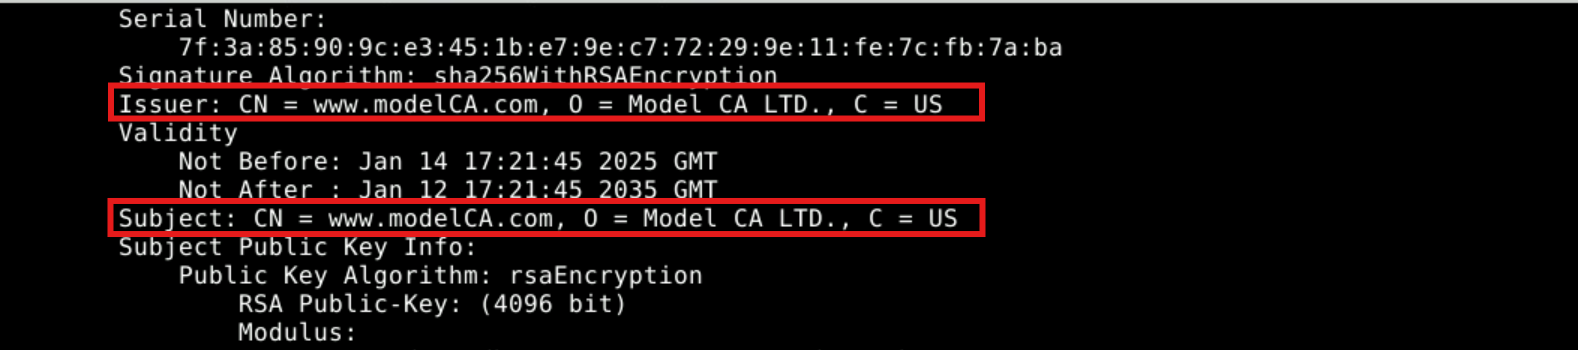 Serial Number:
7f:3a:85:90:9c:e3:45:1b:e7:9e:c7:72:29:9e:11:fe:7c:fb:7a:ba
Signature Algorithm: sha256WithRSAEncryption
Issuer: CN = www.modelCA.com, O = Model CA LTD., C = US
Validity
Not Before: Jan 14 17:21:45 2025 GMT
Not After : Jan 12 17:21:45 2035 GMT
Subject: CN = www.modelCA.com, O = Model CA LTD., C = US
Subject Public Key Info:
Public Key Algorithm: rsaEncryption
RSA Public-Key: (4096 bit)
Modulus: